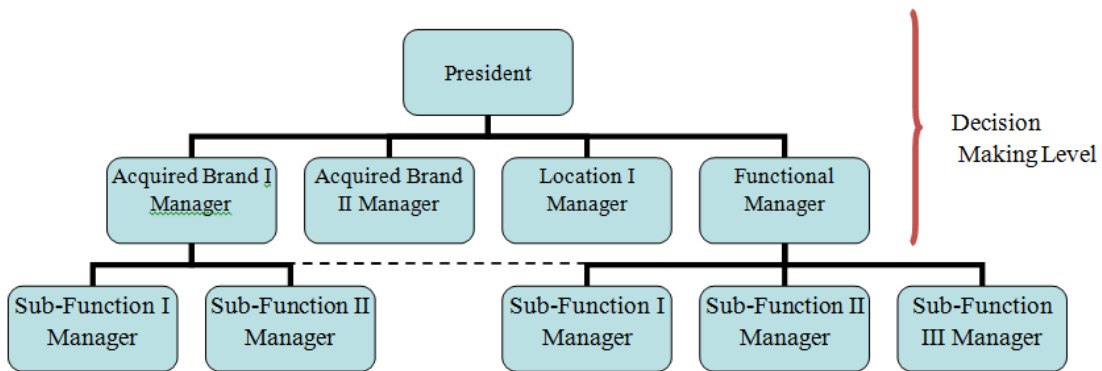 President
Decision
Making Level
Acquired Brand I
Manager
Acquired Brand
II Manager
Location I
Manager
Functional
Manager
Sub-Function I
Manager
Sub-Function II
Manager
Sub-Function I
Manager
Sub-Function II
Manager
Sub-Function
III Manager